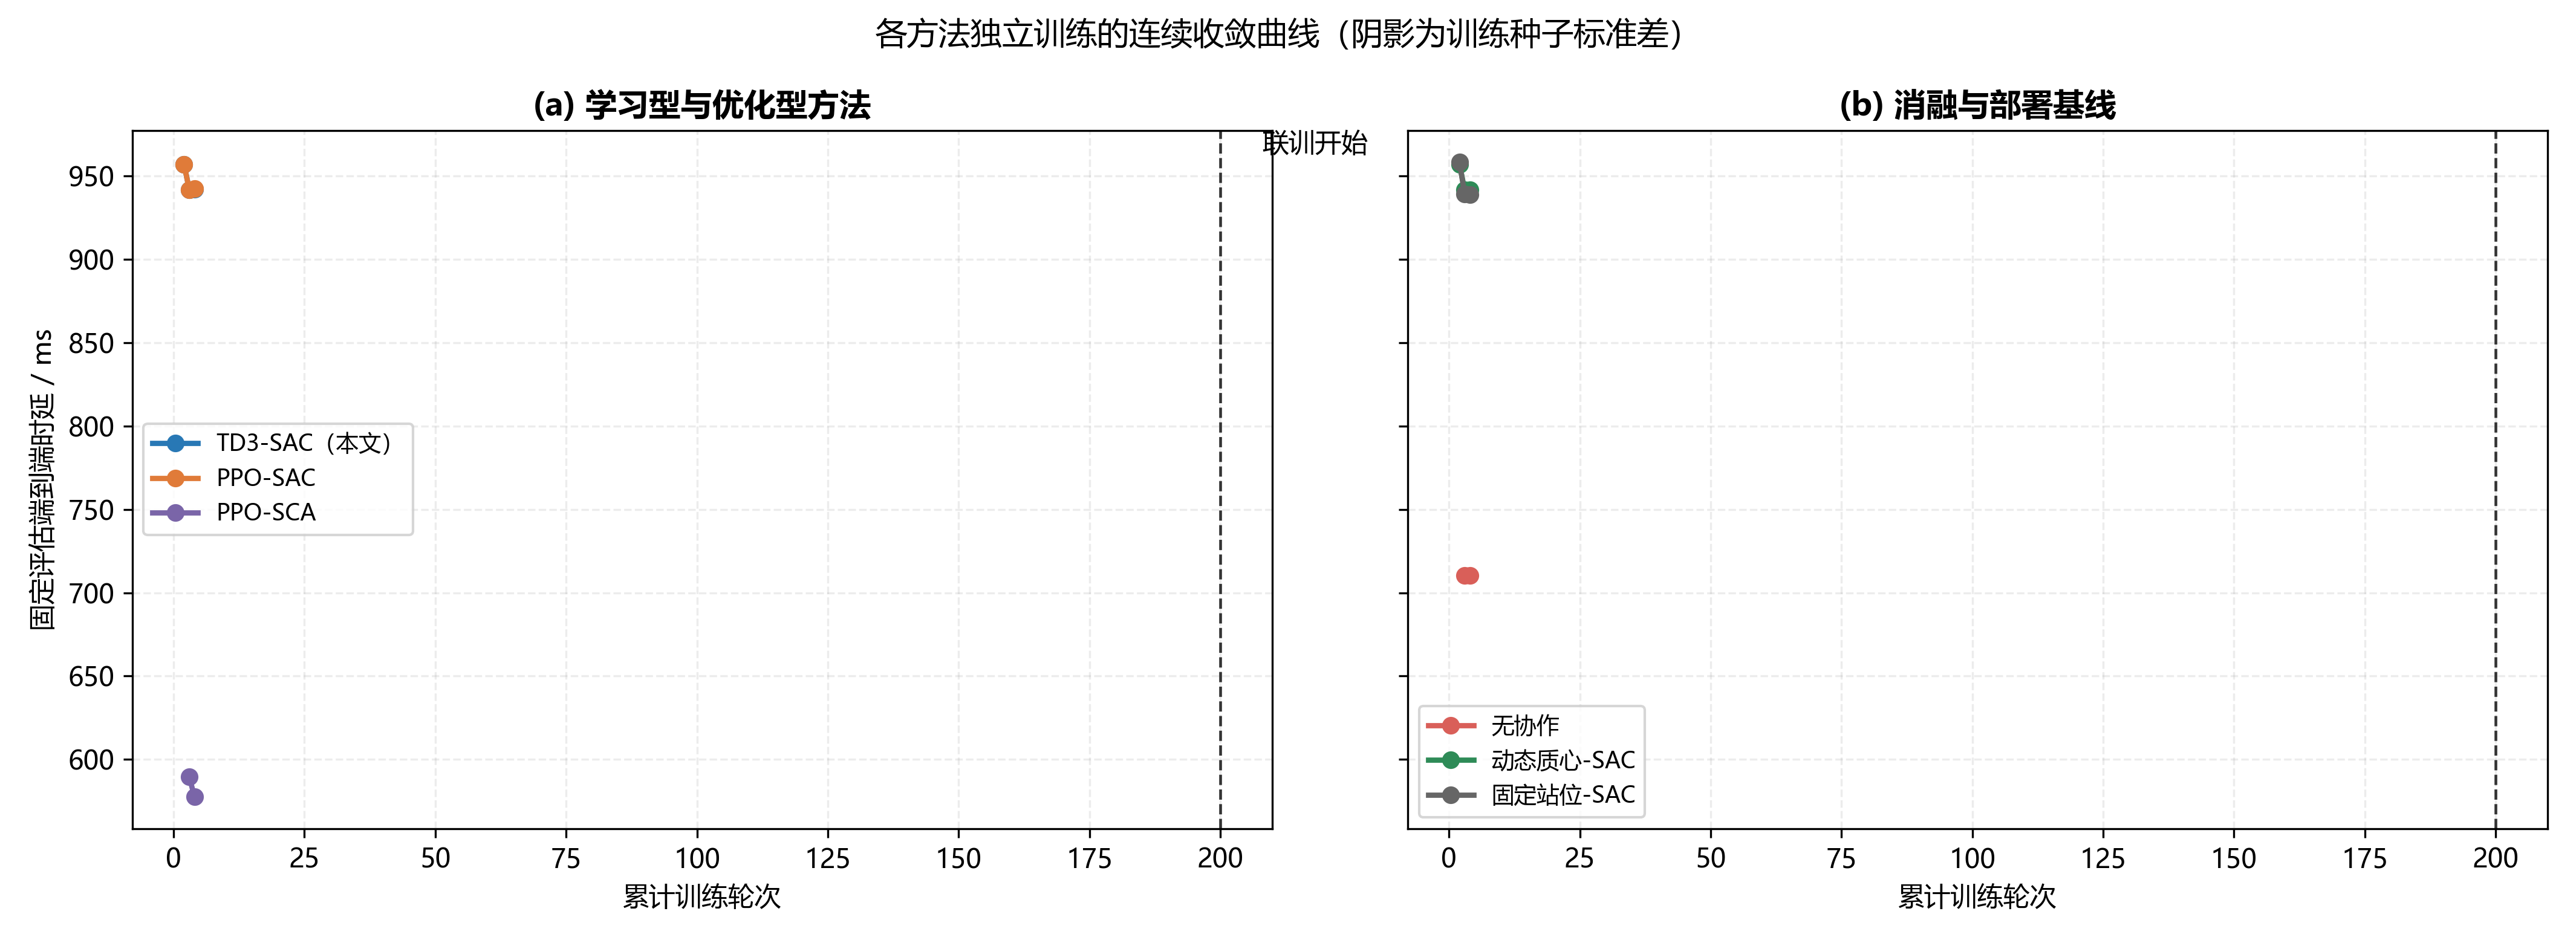 各方法独立训练的连续收敛曲线（阴影为训练种子标准差）
(a) 学习型与优化型方法
固定评估端到端时延 / ms
950
900
850
800
750
700
650
600
TD3-SAC（本文）
PPO-SAC
PPO-SCA
联训开始
0 25 50 75 100 125 150 175 200
累计训练轮次
(b) 消融与部署基线
无协作
动态质心-SAC
固定站位-SAC
0 25 50 75 100 125 150 175 200
累计训练轮次